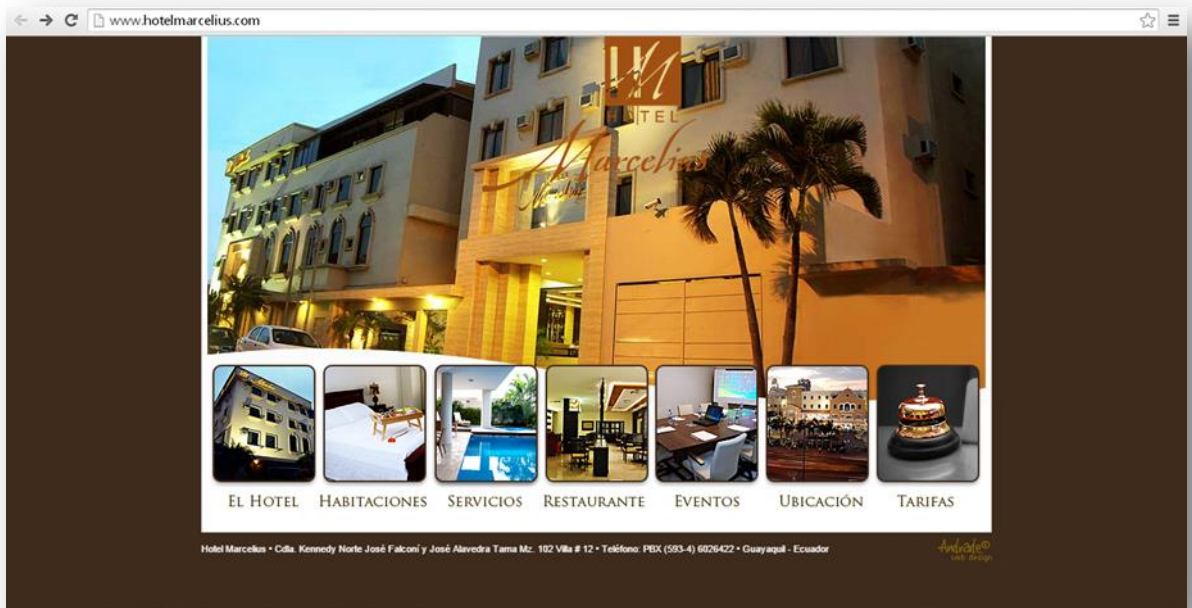 www.hotelmarcelius.com
HOTEL
Marcelius
EL HOTEL
HABITACIONES
SERVICIOS
RESTAURANTE
EVENTOS
UBICACIÓN
TARIFAS
Hotel Marcelius • Cdla. Kennedy Norte José Falconí y José Alavedra Tama Mz. 102 Villa # 12 • Teléfono: PBX (593-4) 6026422 • Guayaquil - Ecuador
Andrade©
web design